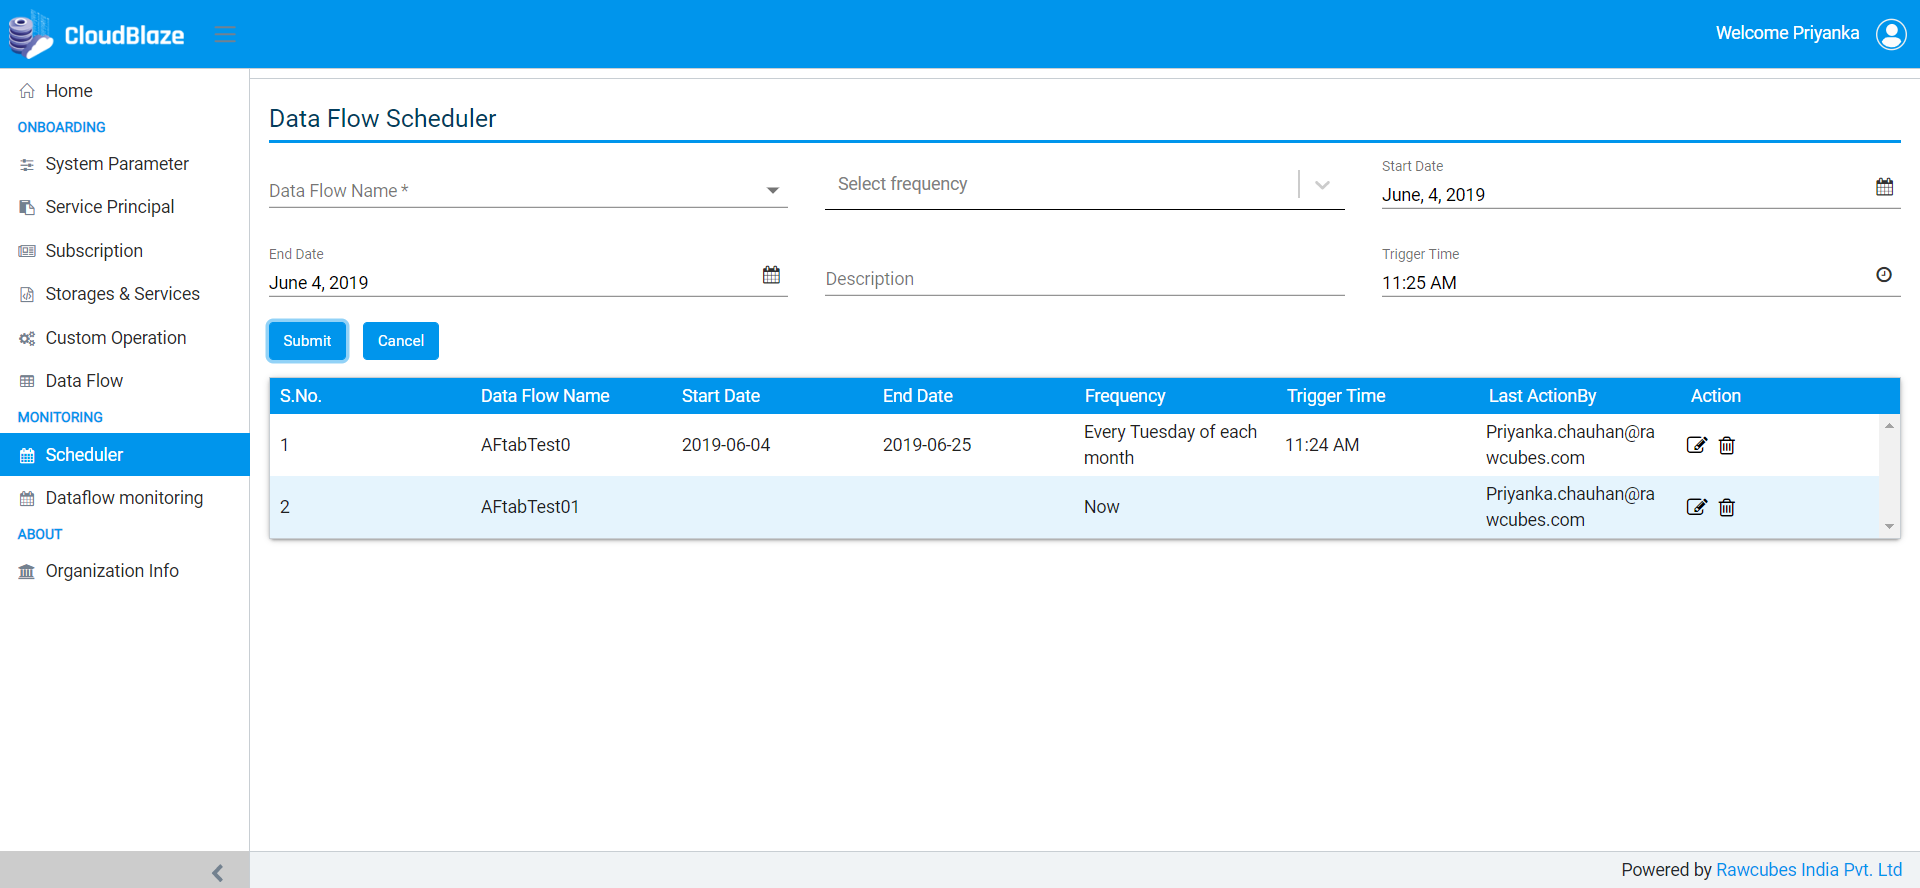 CloudBlaze
Welcome Priyanka
Home
ONBOARDING
System Parameter
Service Principal
Subscription
Storages & Services
Custom Operation
Data Flow
MONITORING
Scheduler
Dataflow monitoring
ABOUT
Organization Info
Data Flow Scheduler
Data Flow Name *
Select frequency
Start Date
June, 4, 2019
End Date
June 4, 2019
Description
Trigger Time
11:25 AM
Submit Cancel
S.No. Data Flow Name Start Date End Date Frequency Trigger Time Last ActionBy Action
1 AFtabTest0 2019-06-04 2019-06-25 Every Tuesday of each month 11:24 AM Priyanka.chauhan@rawcubes.com
2 AFtabTest01 Now Priyanka.chauhan@rawcubes.com
Powered by Rawcubes India Pvt. Ltd